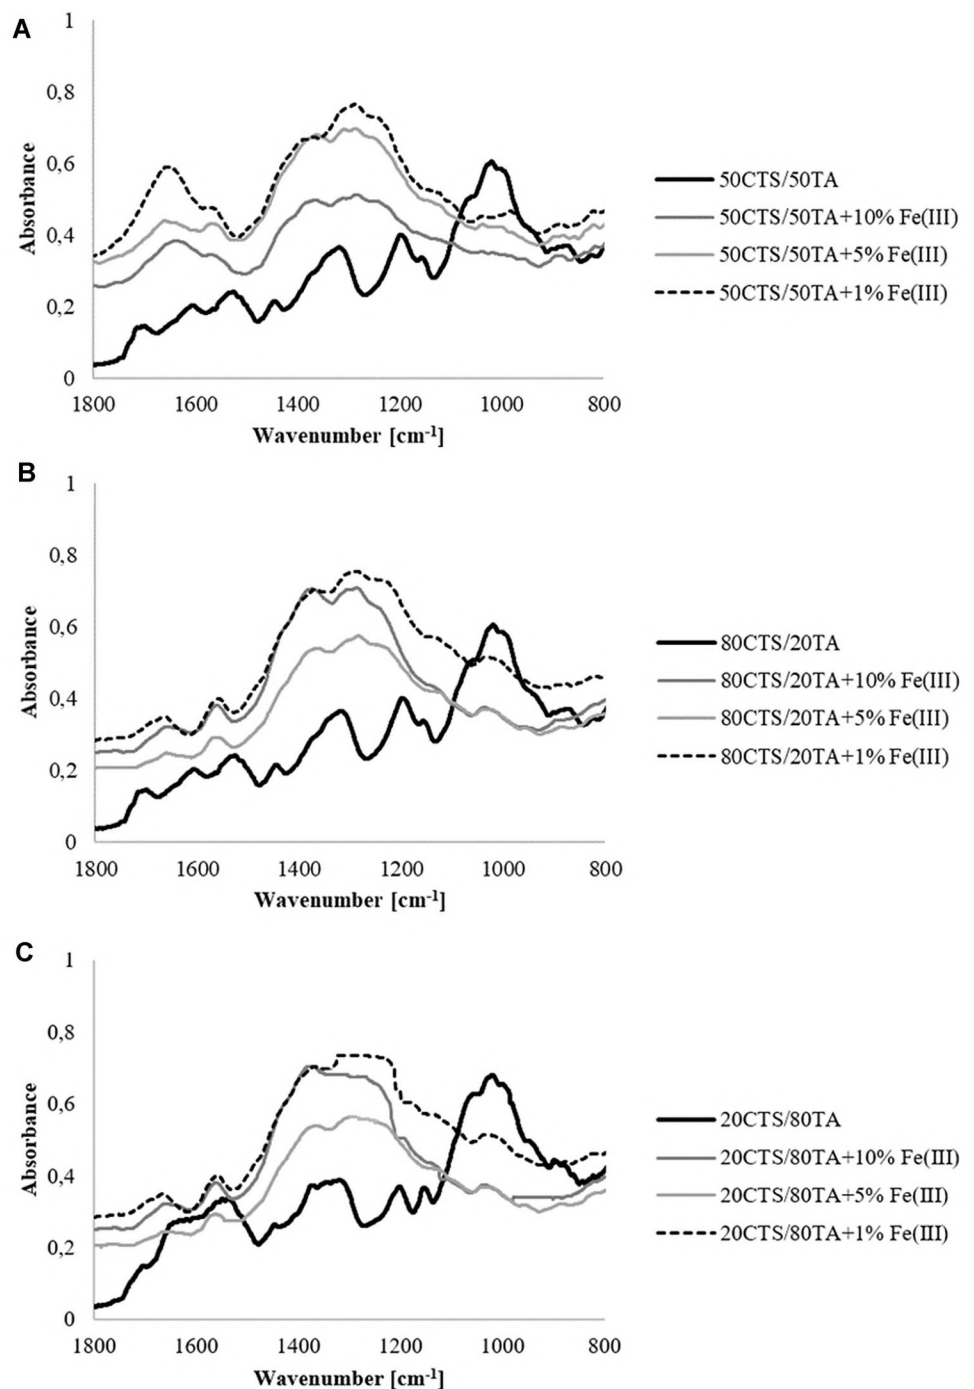 A
1
0,8
0,6
0,4
0,2
0
Absorbance
1800 1600 1400 1200 1000 800
Wavenumber [cm-1]
50CTS/50TA
50CTS/50TA+10% Fe(III)
50CTS/50TA+5% Fe(III)
50CTS/50TA+1% Fe(III)
B
1
0,8
0,6
0,4
0,2
0
Absorbance
1800 1600 1400 1200 1000 800
Wavenumber [cm-1]
80CTS/20TA
80CTS/20TA+10% Fe(III)
80CTS/20TA+5% Fe(III)
80CTS/20TA+1% Fe(III)
C
1
0,8
0,6
0,4
0,2
0
Absorbance
1800 1600 1400 1200 1000 800
Wavenumber [cm-1]
20CTS/80TA
20CTS/80TA+10% Fe(III)
20CTS/80TA+5% Fe(III)
20CTS/80TA+1% Fe(III)